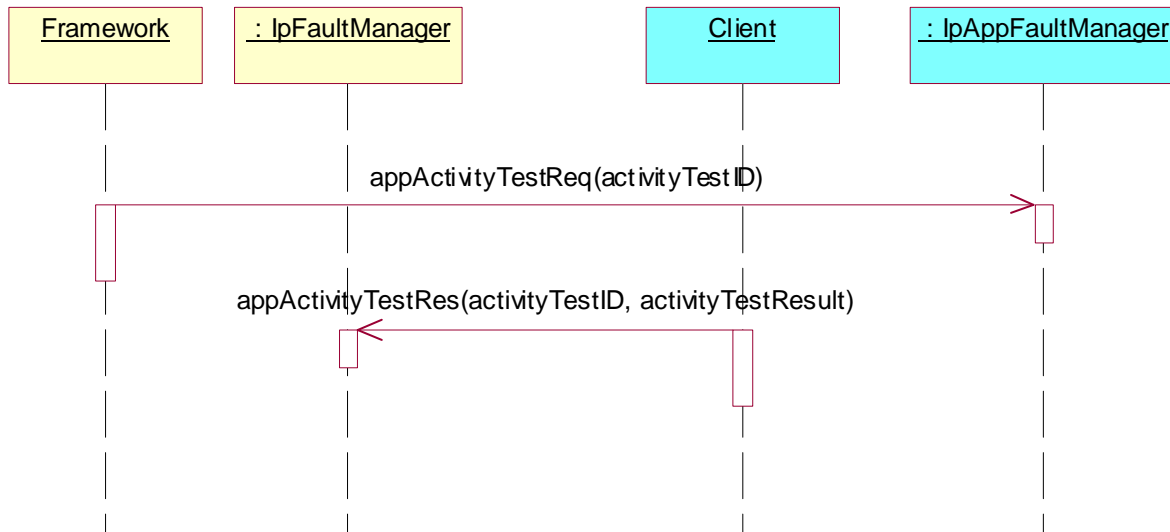 Framework
: IpFaultManager
Client
: IpAppFaultManager
appActivityTestReq(activityTestID)
appActivityTestRes(activityTestID, activityTestResult)